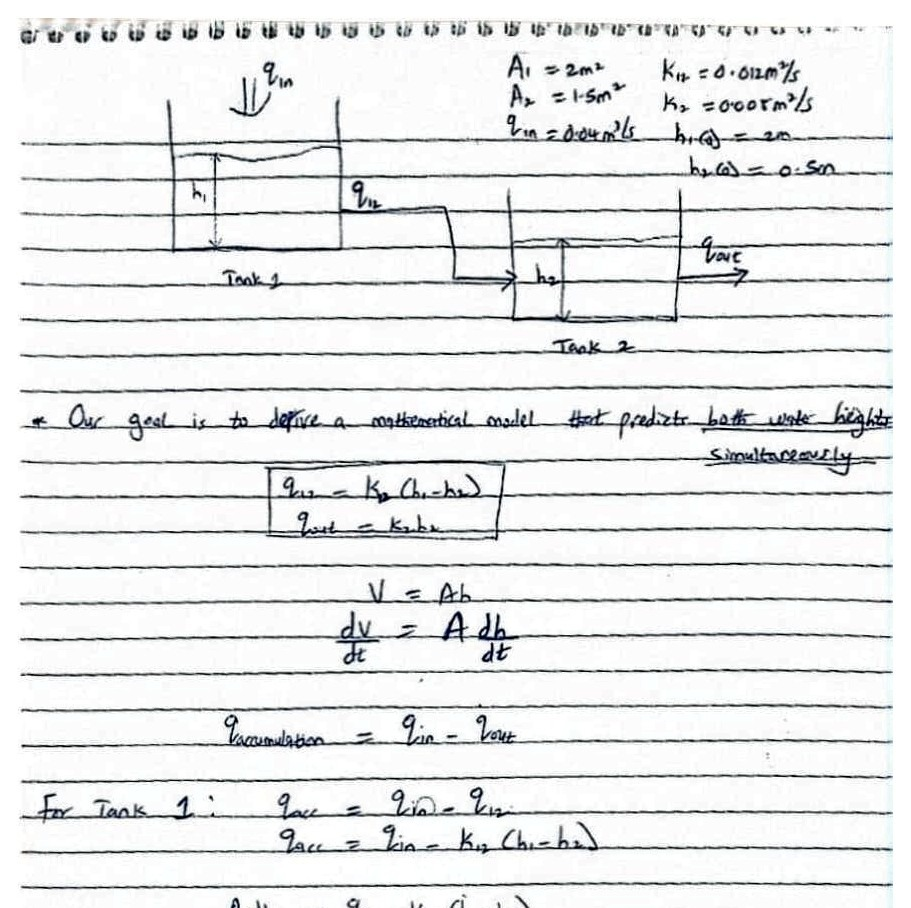 q_in
A₁ = 2m²
K₁₂ = 0.012m²/s
A₂ = 1.5m²
K₂ = 0.008m²/s
q_in = 0.04m³/s
h₁(0) = 2m
h₂(0) = 0.5m
h₁
q₁₂
q_out
Tank 1
h₂
Tank 2
* Our goal is to derive a mathematical model that predicts both water heights
simultaneously
q₁₂ = K₁₂(h₁-h₂)
q_out = K₂h₂
V = Ah
dv/dt = A dh/dt
q_accumulation = q_in - q_out
For Tank 1: q_acc = q_in - q₁₂
q_acc = q_in - K₁₂(h₁-h₂)